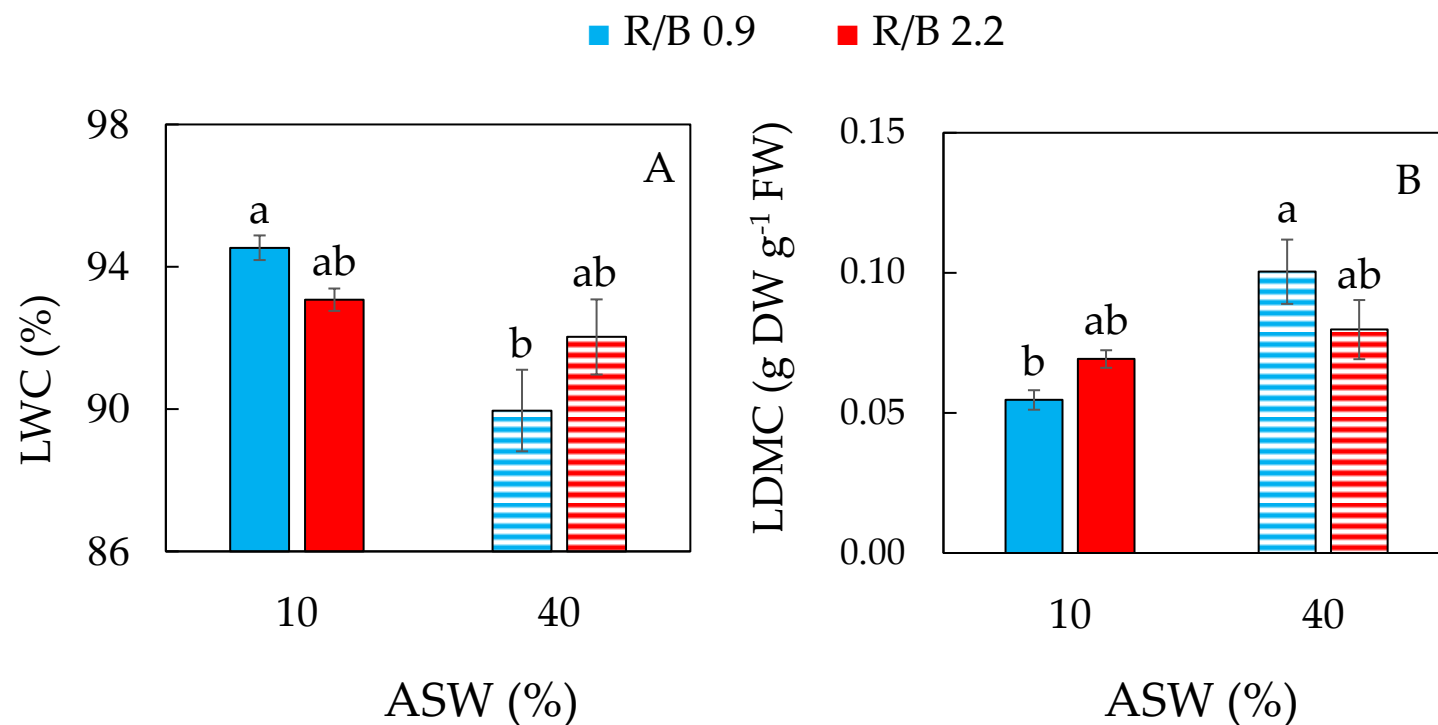 R/B 0.9 R/B 2.2
98
94
90
86
LWC (%)
A
a
ab
b
ab
10 40
ASW (%)
0.15
0.10
0.05
0.00
LDMC (g DW g⁻¹ FW)
B
b
ab
a
ab
10 40
ASW (%)